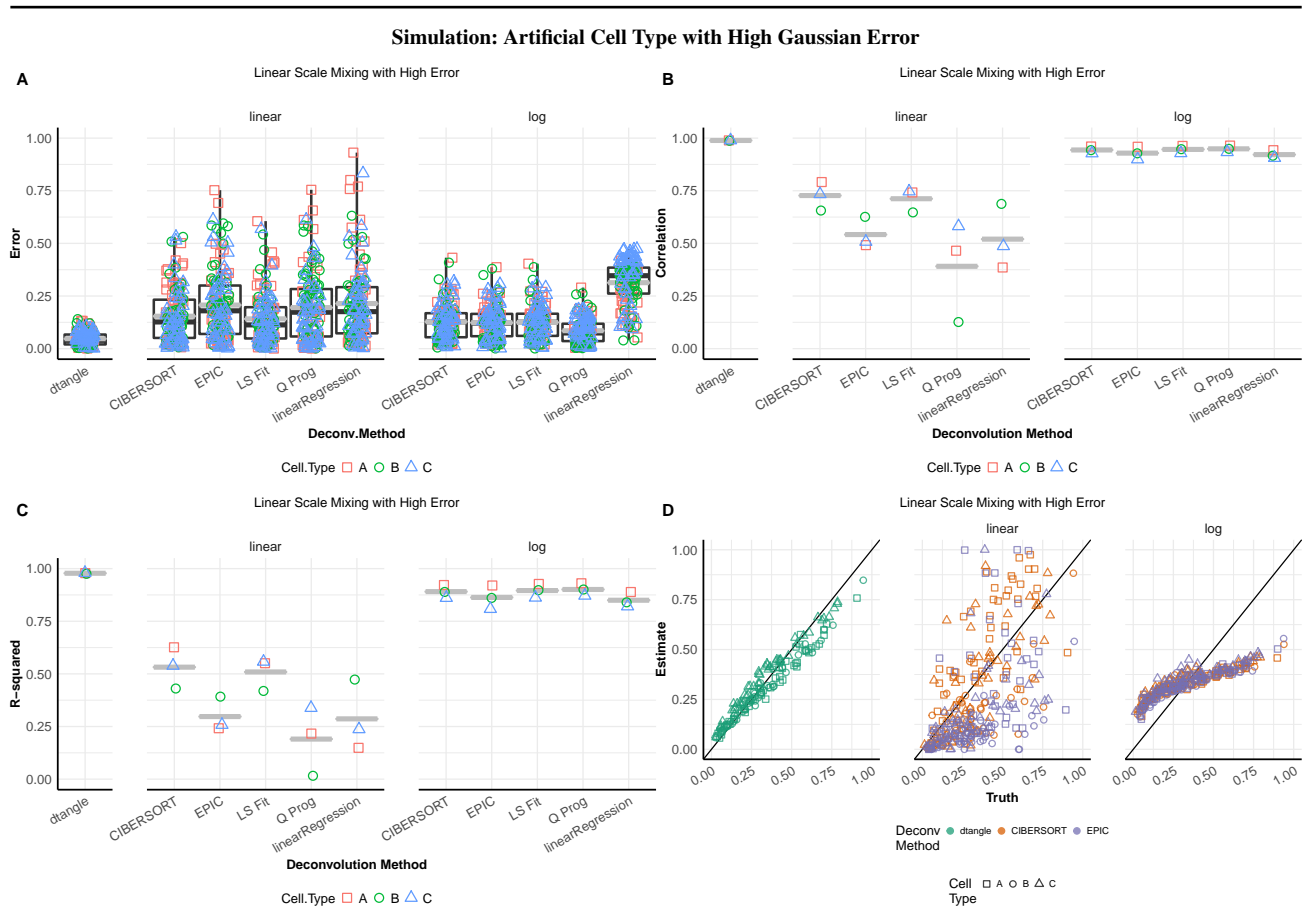 Simulation: Artificial Cell Type with High Gaussian Error
A
Linear Scale Mixing with High Error
linear
log
Error
1.00
0.75
0.50
0.25
0.00
dtangle
CIBERSORT
EPIC
LS Fit
Q Prog
linearRegression
CIBERSORT
EPIC
LS Fit
Q Prog
linearRegression
Deconv.Method
Cell.Type A B C
B
Linear Scale Mixing with High Error
linear
log
Correlation
1.00
0.75
0.50
0.25
0.00
dtangle
CIBERSORT
EPIC
LS Fit
Q Prog
linearRegression
CIBERSORT
EPIC
LS Fit
Q Prog
linearRegression
Deconvolution Method
Cell.Type A B C
C
Linear Scale Mixing with High Error
linear
log
R−squared
1.00
0.75
0.50
0.25
0.00
dtangle
CIBERSORT
EPIC
LS Fit
Q Prog
linearRegression
CIBERSORT
EPIC
LS Fit
Q Prog
linearRegression
Deconvolution Method
Cell.Type A B C
D
Linear Scale Mixing with High Error
linear
log
Estimate
1.00
0.75
0.50
0.25
0.00
0.00 0.25 0.50 0.75 1.00
0.00 0.25 0.50 0.75 1.00
0.00 0.25 0.50 0.75 1.00
Truth
Deconv dtangle CIBERSORT EPIC
Method
Cell A B C
Type